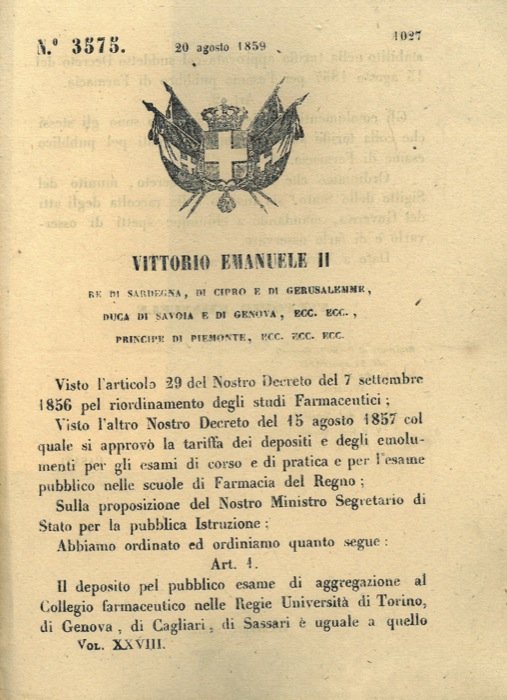 N.º 3575.
20 agosto 1859
1027
VITTORIO EMANUELE II
RE DI SARDEGNA, DI CIPRO E DI GERUSALEMME,
DUCA DI SAVOIA E DI GENOVA, ECC. ECC.,
PRINCIPE DI PIEMONTE, ECC. ECC. ECC.
Visto l'articolo 29 del Nostro Decreto del 7 settembre
1856 pel riordinamento degli studi Farmaceutici;
Visto l'altro Nostro Decreto del 15 agosto 1857 col
quale si approvò la tariffa dei depositi e degli emolu-
menti per gli esami di corso e di pratica e per l'esame
pubblico nelle scuole di Farmacia del Regno;
Sulla proposizione del Nostro Ministro Segretario di
Stato per la pubblica Istruzione;
Abbiamo ordinato ed ordiniamo quanto segue:
Art. 1.
Il deposito pel pubblico esame di aggregazione al
Collegio farmaceutico nelle Regie Università di Torino,
di Genova, di Cagliari, di Sassari è uguale a quello
VOL. XXVIII.